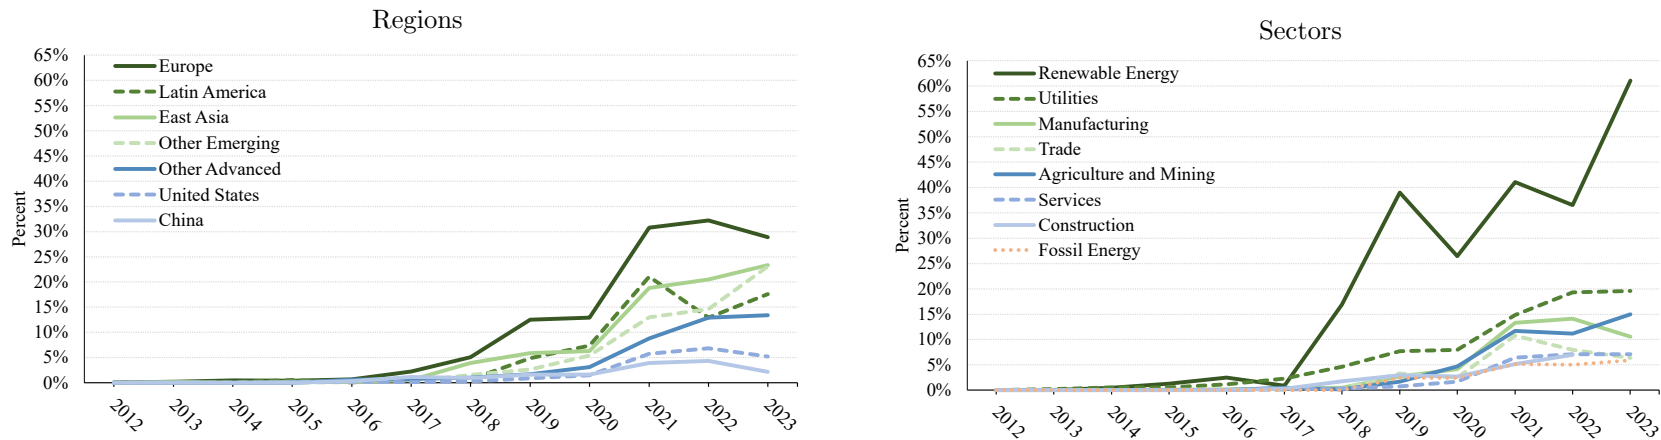 Regions
65%
60%
55%
50%
45%
40%
35%
30%
25%
20%
15%
10%
5%
0%
Percent
Europe
Latin America
East Asia
Other Emerging
Other Advanced
United States
China
2012
2013
2014
2015
2016
2017
2018
2019
2020
2021
2022
2023
Sectors
65%
60%
55%
50%
45%
40%
35%
30%
25%
20%
15%
10%
5%
0%
Percent
Renewable Energy
Utilities
Manufacturing
Trade
Agriculture and Mining
Services
Construction
Fossil Energy
2012
2013
2014
2015
2016
2017
2018
2019
2020
2021
2022
2023